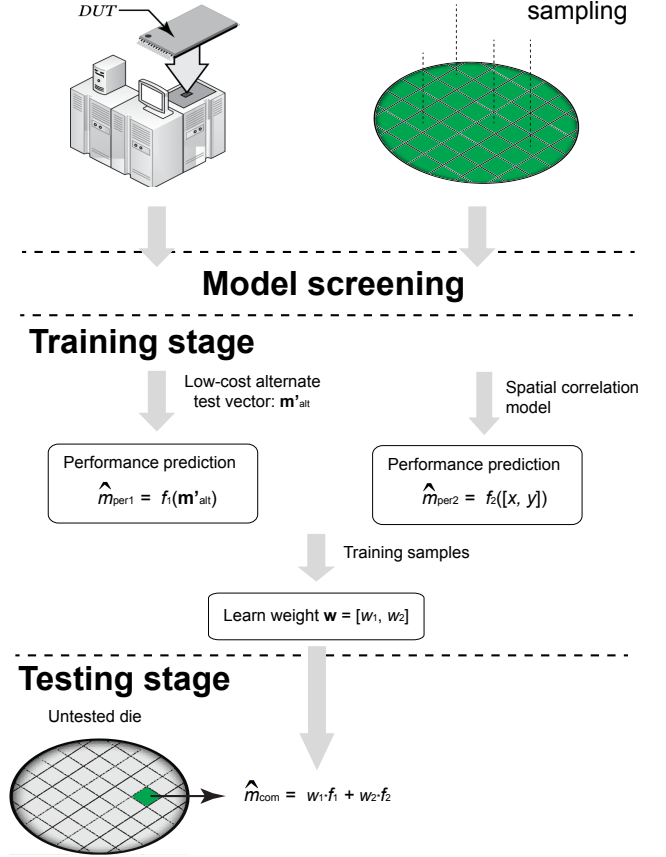 DUT
sampling
Model screening
Training stage
Low-cost alternate
test vector: m'alt
Spatial correlation
model
Performance prediction
m̂per1 = f1(m'alt)
Performance prediction
m̂per2 = f2([x, y])
Training samples
Learn weight w = [w1, w2]
Testing stage
Untested die
m̂com = w1·f1 + w2·f2